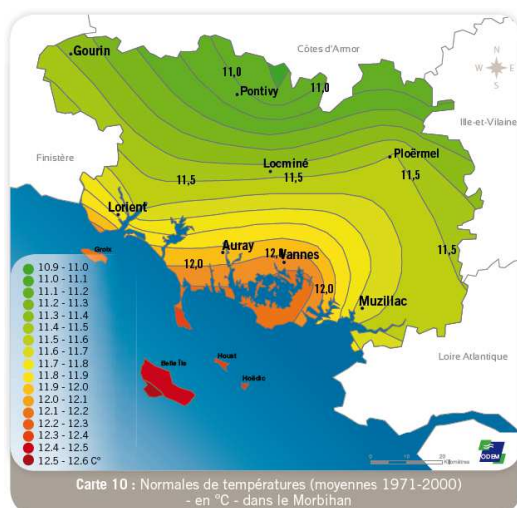 Côtes d'Armor
Gourin
N
W E
S
11,0
Pontivy
11,0
Ille-et-Vilaine
Finistère
Ploërmel
Locminé
11,5
11,5
11,5
Lorient
Groix
Auray
12,0
Vannes
11,5
12,0
12,0
Muzillac
10.9 - 11.0
11.0 - 11.1
11.1 - 11.2
11.2 - 11.3
11.3 - 11.4
11.4 - 11.5
11.5 - 11.6
11.6 - 11.7
11.7 - 11.8
11.8 - 11.9
11.9 - 12.0
12.0 - 12.1
12.1 - 12.2
12.2 - 12.3
12.3 - 12.4
12.4 - 12.5
12.5 - 12.6 C°
Belle Île
Houat
Hoëdic
Loire Atlantique
0 10 20
Kilomètres
ODEM
Carte 10 : Normales de températures (moyennes 1971-2000)
- en °C - dans le Morbihan